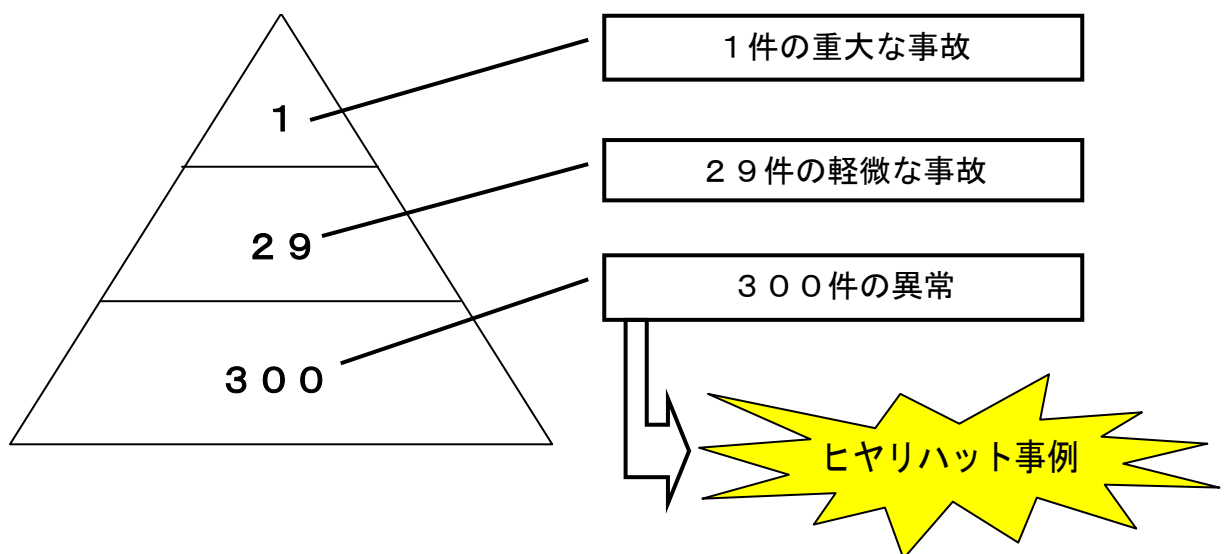 1
１件の重大な事故
２９
２９件の軽微な事故
３００
３００件の異常
ヒヤリハット事例